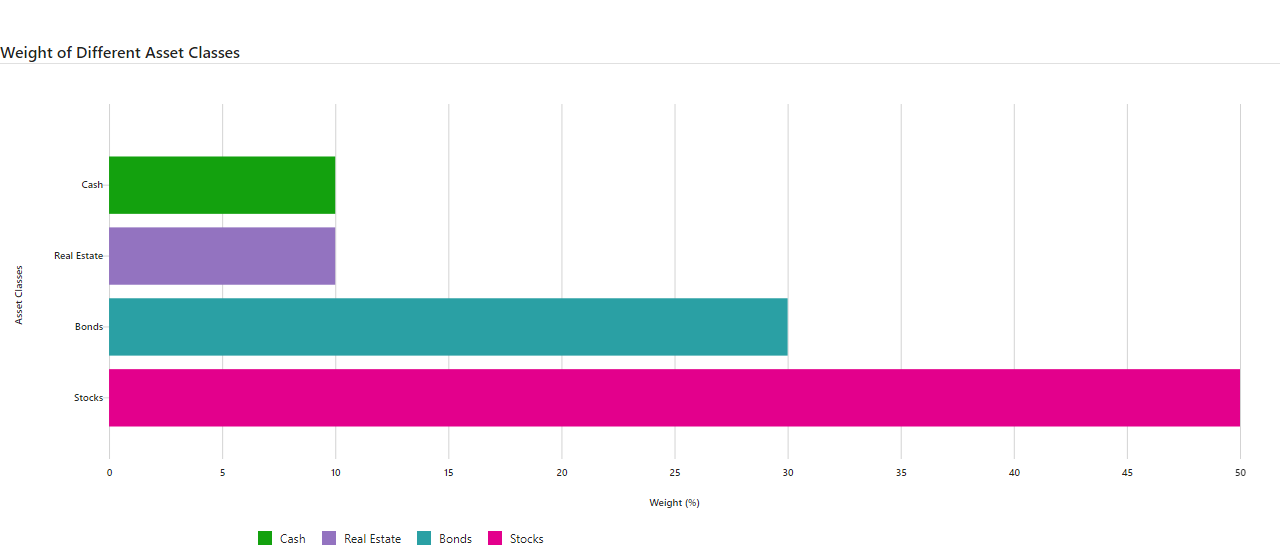 Weight of Different Asset Classes
Cash
Real Estate
Bonds
Stocks
Asset Classes
0 5 10 15 20 25 30 35 40 45 50
Weight (%)
Cash Real Estate Bonds Stocks